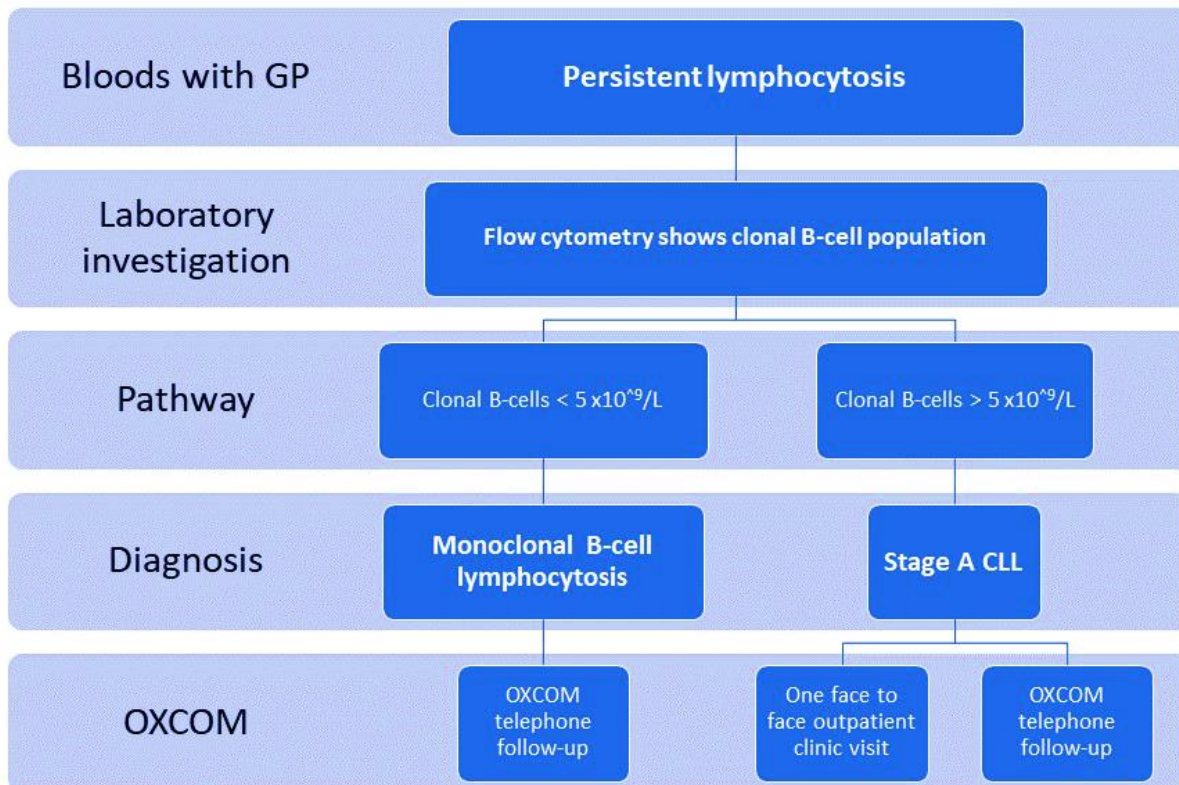 Bloods with GP
Persistent lymphocytosis
Laboratory
investigation
Flow cytometry shows clonal B-cell population
Pathway
Clonal B-cells < 5 x10^9/L
Clonal B-cells > 5 x10^9/L
Diagnosis
Monoclonal B-cell
lymphocytosis
Stage A CLL
OXCOM
OXCOM
telephone
follow-up
One face to
face outpatient
clinic visit
OXCOM
telephone
follow-up